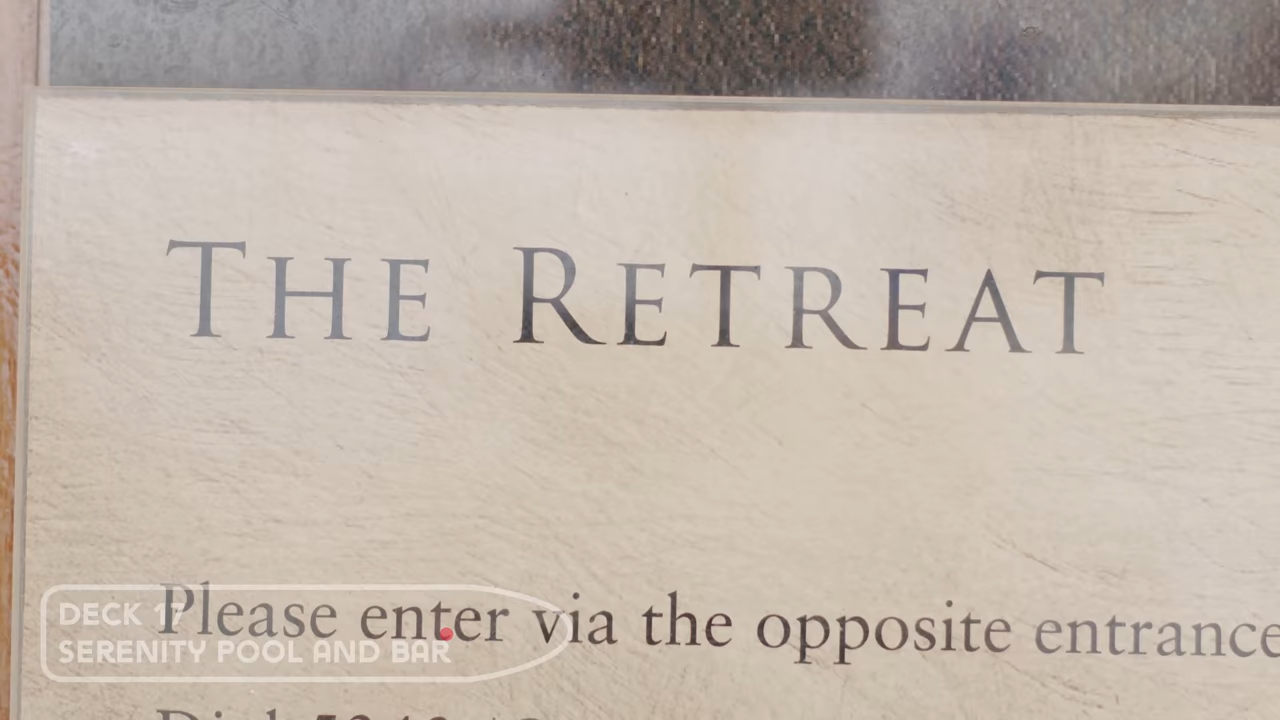 THE RETREAT
Please enter via the opposite entrance
DECK 17
SERENITY POOL AND BAR